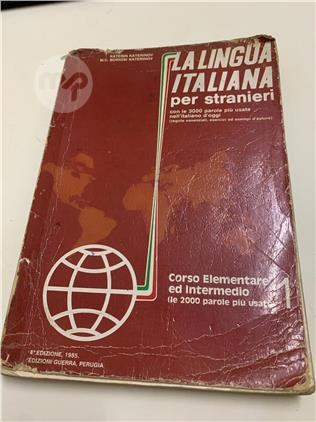 KATERIN KATERINOV
M.C. BORIOSI KATERINOV
LA LINGUA
ITALIANA
per stranieri
con le 3000 parole più usate
nell'italiano d'oggi
(regole essenziali, esercizi ed esempi d'autore)
Corso Elementare
ed Intermedio
(le 2000 parole più usate)
1
4ª EDIZIONE, 1985,
EDIZIONI GUERRA, PERUGIA